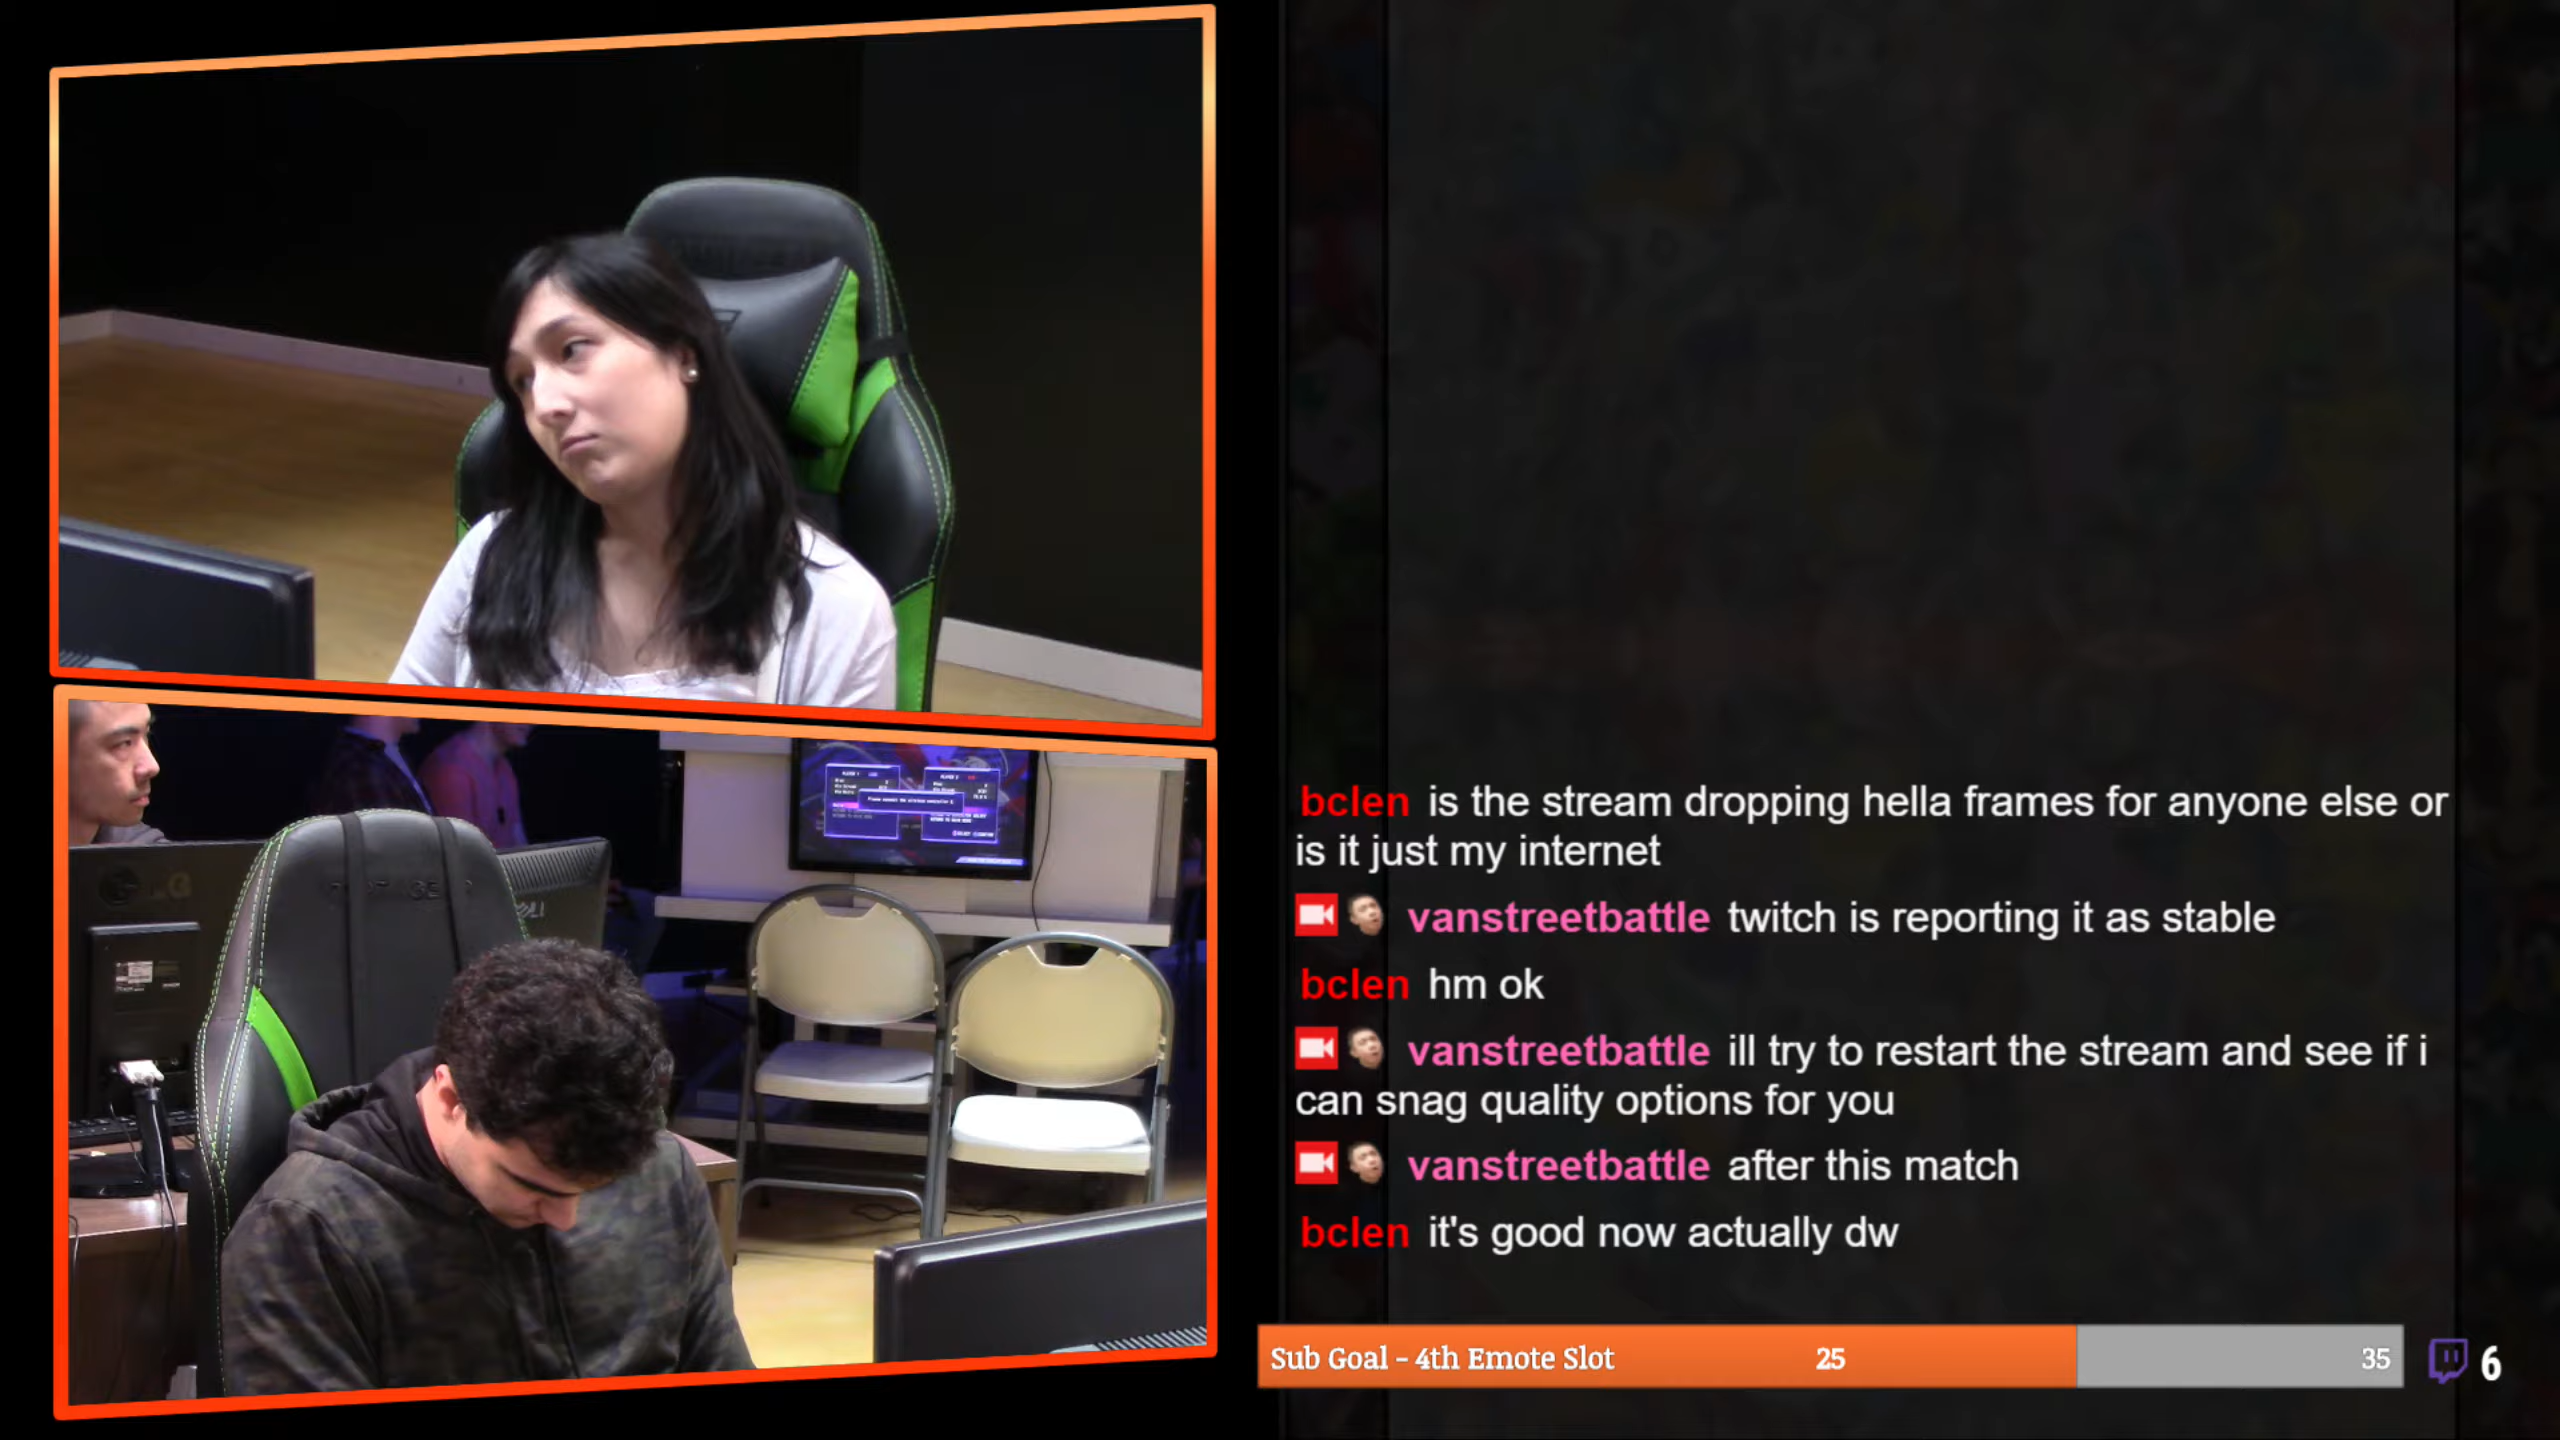 bclen is the stream dropping hella frames for anyone else or
is it just my internet
vanstreetbattle twitch is reporting it as stable
bclen hm ok
vanstreetbattle ill try to restart the stream and see if i
can snag quality options for you
vanstreetbattle after this match
bclen it's good now actually dw
Sub Goal - 4th Emote Slot 25 35 6
LG